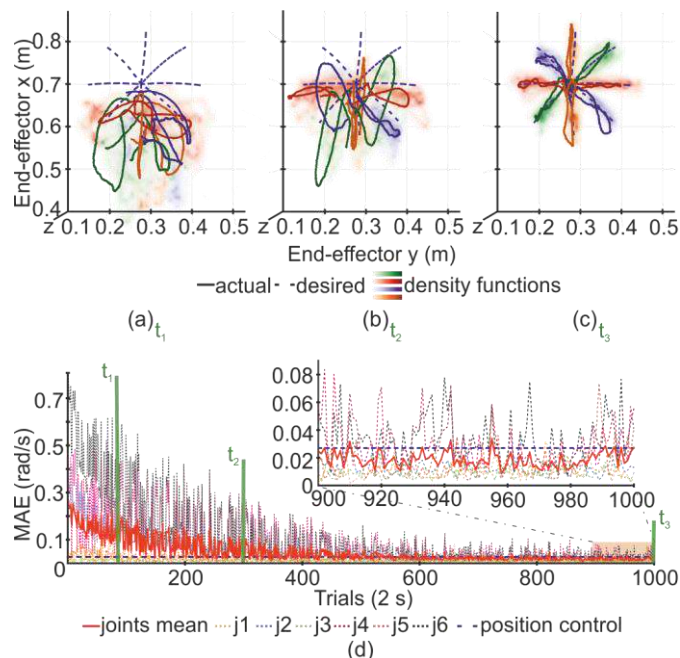 End-effector x (m)
0.8
0.7
0.6
0.5
0.4
z 0.1 0.2 0.3 0.4 0.5 z 0.1 0.2 0.3 0.4 0.5 z 0.1 0.2 0.3 0.4 0.5
End-effector y (m)
actual desired density functions
(a) t1 (b) t2 (c) t3
MAE (rad/s)
0.7
0.5
0.3
0.1
0
t1
t2
t3
0.08
0.06
0.04
0.02
0
900 920 940 960 980 1000
200 400 600 800 1000
Trials (2 s)
joints mean j1 j2 j3 j4 j5 j6 position control
(d)